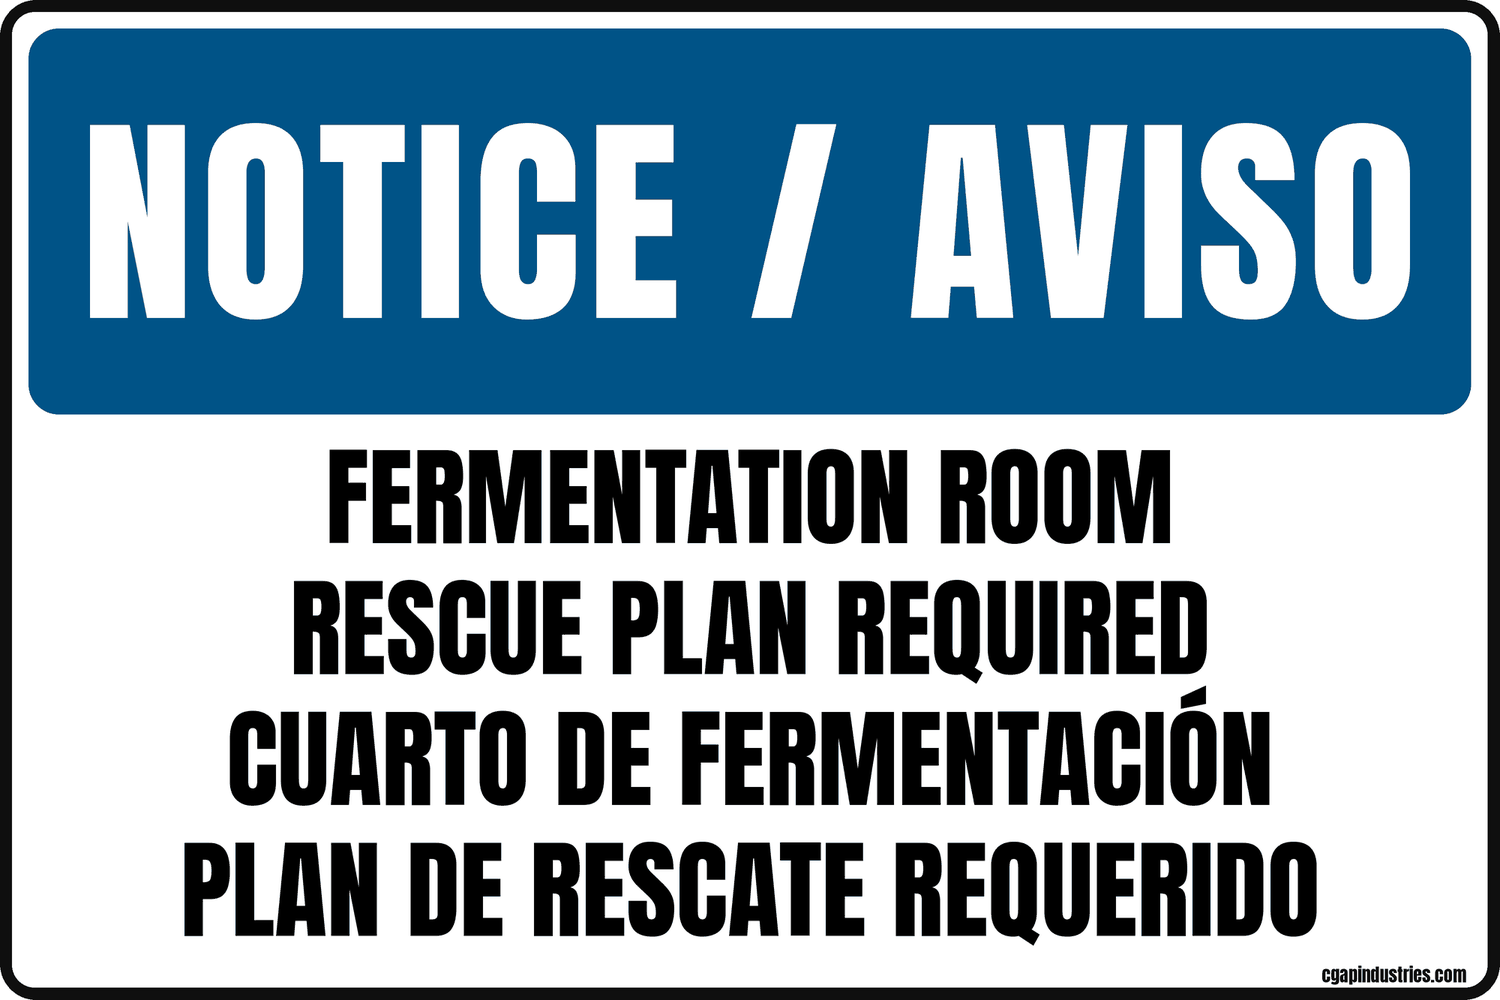 NOTICE / AVISO
FERMENTATION ROOM
RESCUE PLAN REQUIRED
CUARTO DE FERMENTACIÓN
PLAN DE RESCATE REQUERIDO
cgapindustries.com